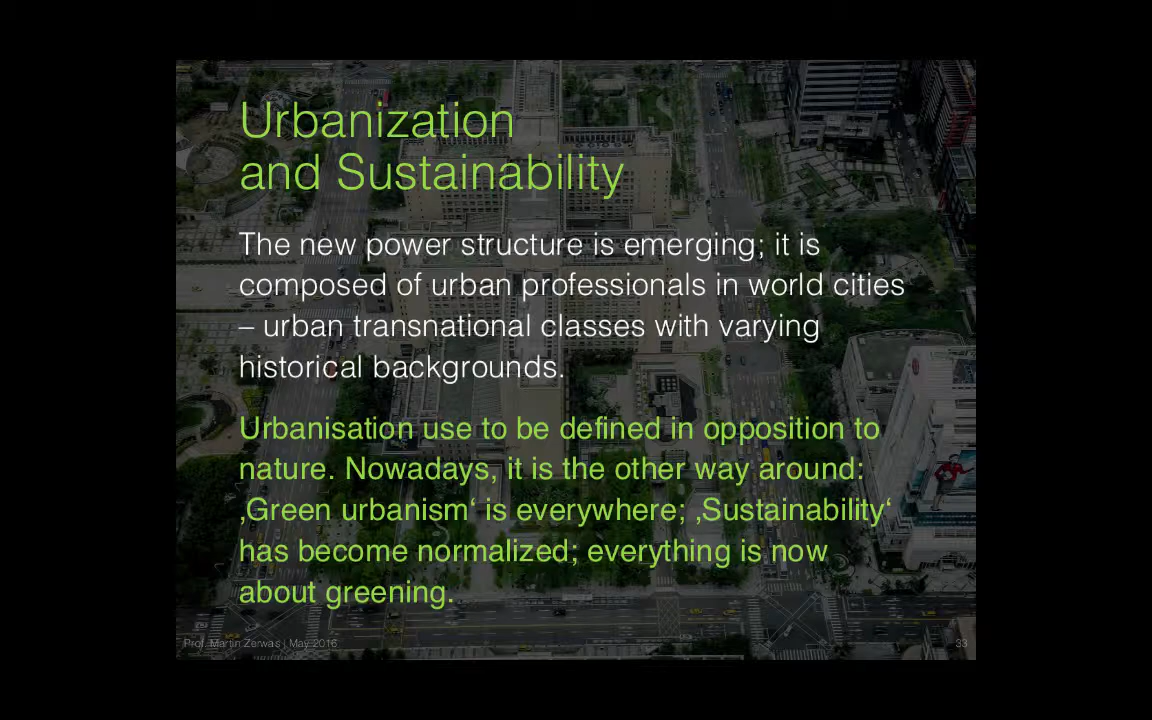 Urbanization
and Sustainability
The new power structure is emerging; it is
composed of urban professionals in world cities
– urban transnational classes with varying
historical backgrounds.
Urbanisation use to be defined in opposition to
nature. Nowadays, it is the other way around:
‚Green urbanism‘ is everywhere; ‚Sustainability‘
has become normalized; everything is now
about greening.
Prof. Martin Zerwas | May 2016
33